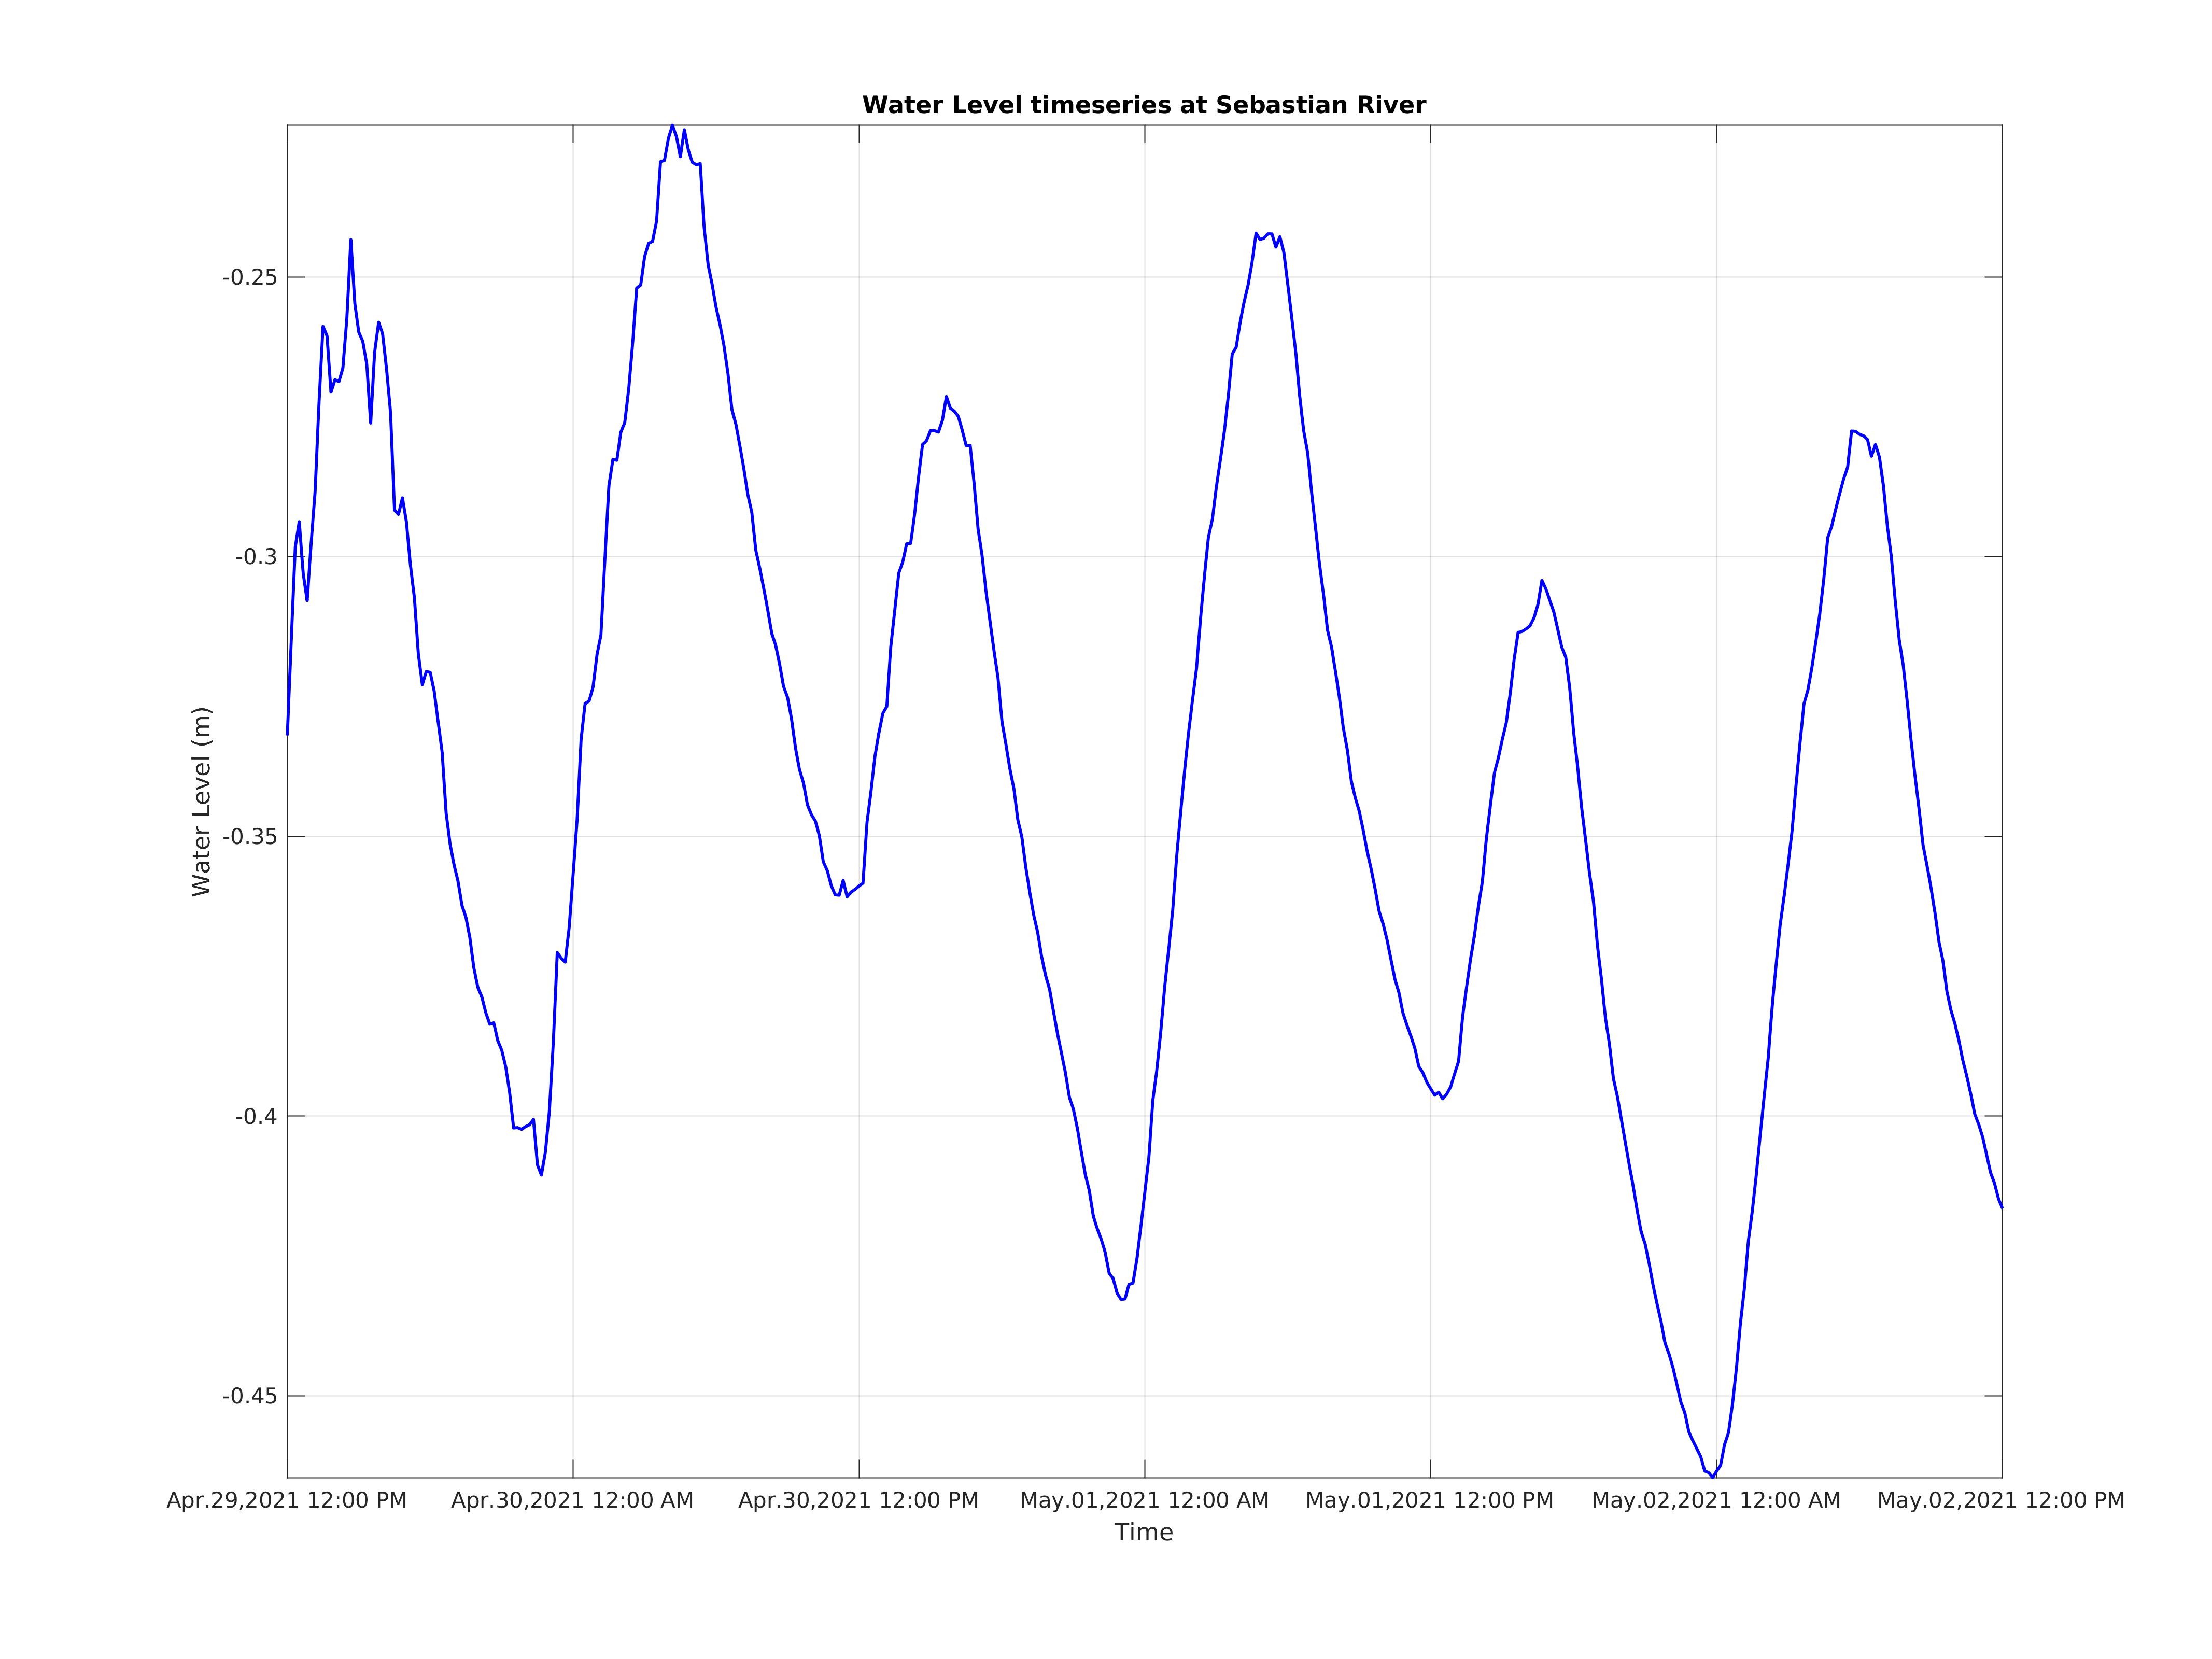 Water Level timeseries at Sebastian River
-0.25
-0.3
-0.35
-0.4
-0.45
Water Level (m)
Apr.29,2021 12:00 PM Apr.30,2021 12:00 AM Apr.30,2021 12:00 PM May.01,2021 12:00 AM May.01,2021 12:00 PM May.02,2021 12:00 AM May.02,2021 12:00 PM
Time